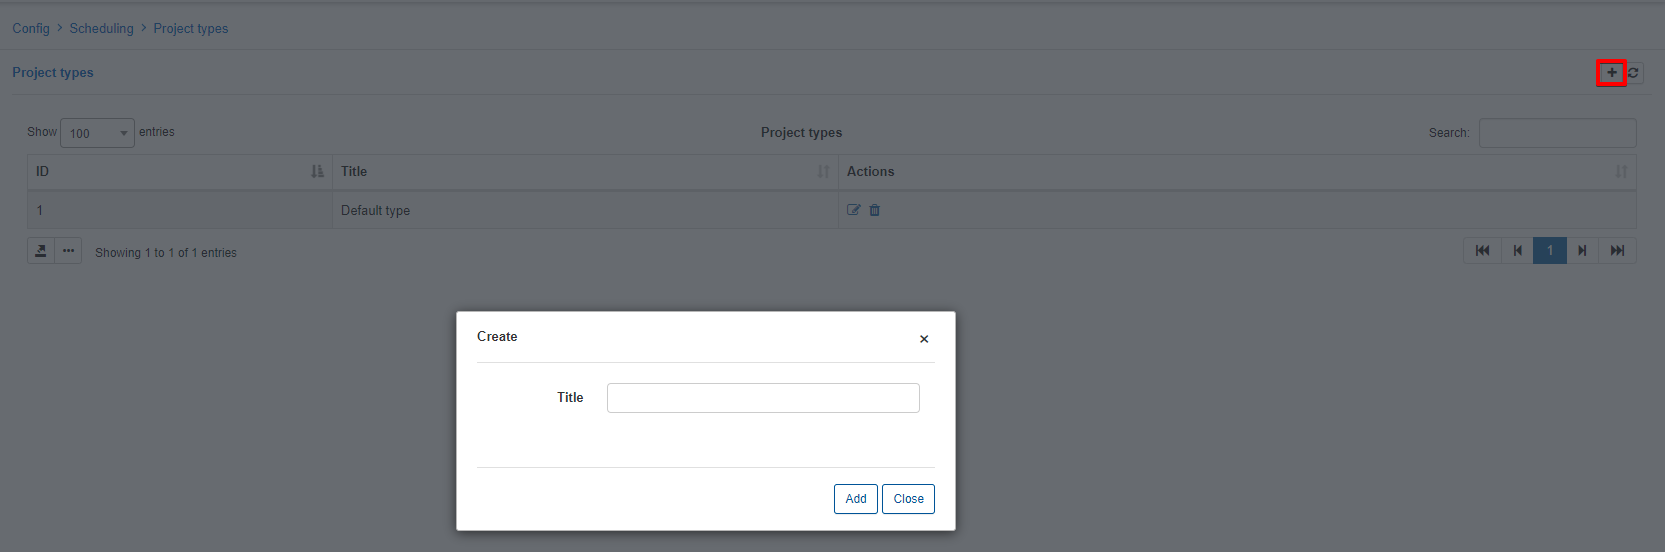 Config > Scheduling > Project types
Project types
Show 100 entries
Project types
Search:
ID Title Actions
1 Default type
Showing 1 to 1 of 1 entries
1
Create
Title
Add Close